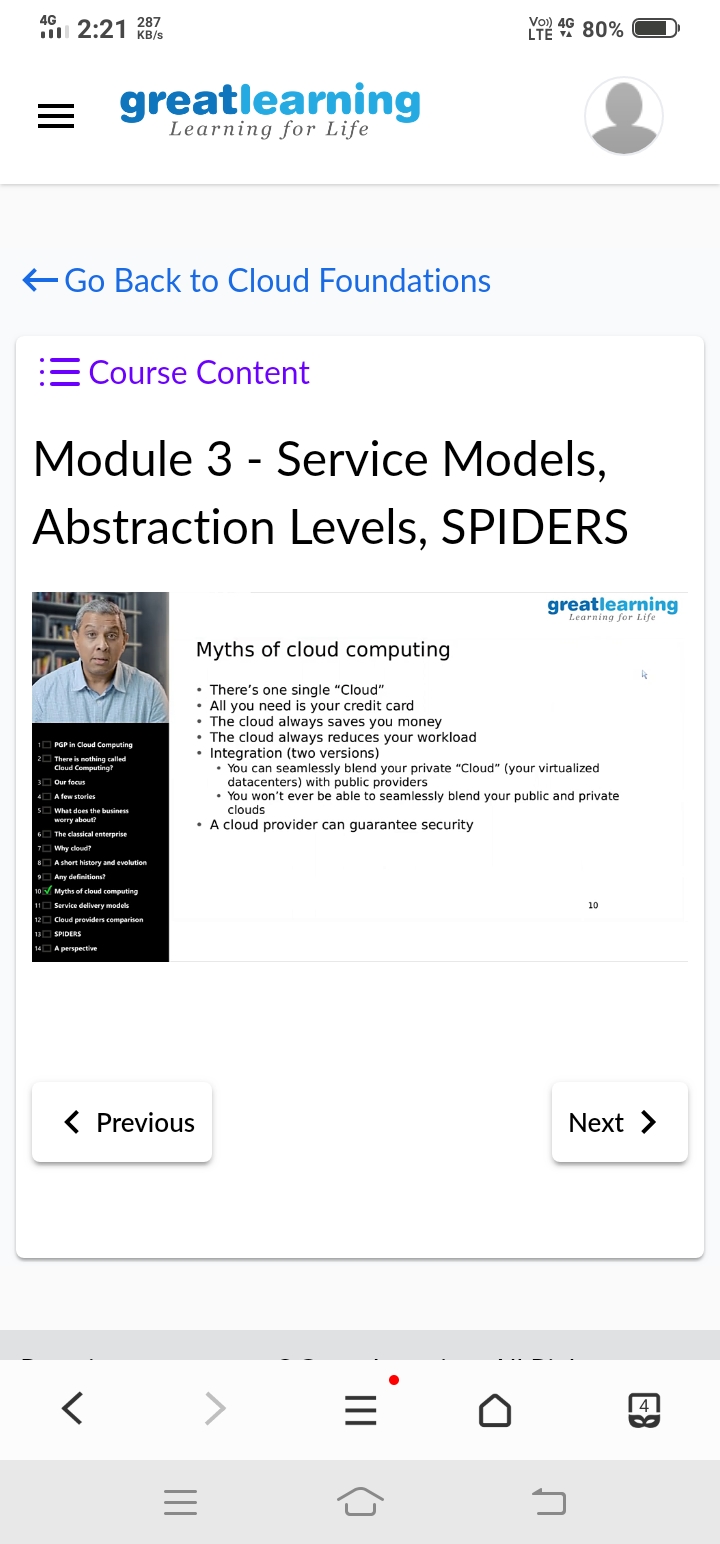 4G 2:21 287 KB/s
Vo)) LTE 4G 80%
greatlearning
Learning for Life
Go Back to Cloud Foundations
Course Content
Module 3 - Service Models,
Abstraction Levels, SPIDERS
greatlearning
Learning for Life
Myths of cloud computing
• There’s one single “Cloud”
• All you need is your credit card
• The cloud always saves you money
• The cloud always reduces your workload
• Integration (two versions)
• You can seamlessly blend your private “Cloud” (your virtualized
datacenters) with public providers
• You won’t ever be able to seamlessly blend your public and private
clouds
• A cloud provider can guarantee security
10
1 PGP in Cloud Computing
2 There is nothing called
Cloud Computing?
3 Our focus
4 A few stories
5 What does the business
worry about?
6 The classical enterprise
7 Why cloud?
8 A short history and evolution
9 Any definitions?
10 Myths of cloud computing
11 Service delivery models
12 Cloud providers comparison
13 SPIDERS
14 A perspective
Previous
Next
4